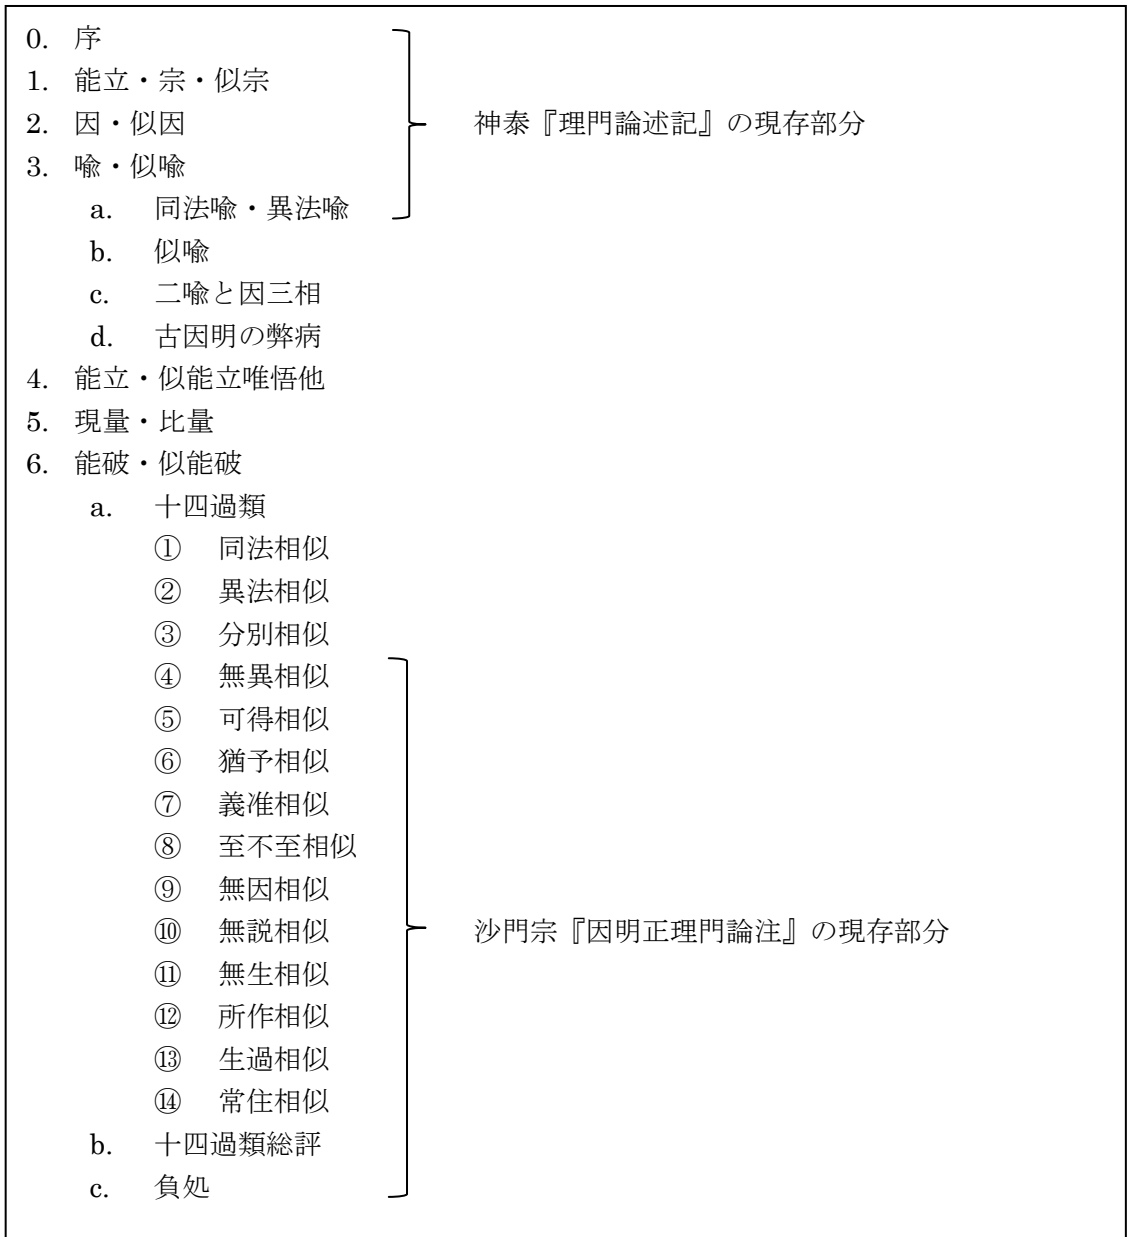 0. 序
1. 能立・宗・似宗
2. 因・似因
神泰『理門論述記』の現存部分
3. 喩・似喩
a. 同法喩・異法喩
b. 似喩
c. 二喩と因三相
d. 古因明の弊病
4. 能立・似能立唯悟他
5. 現量・比量
6. 能破・似能破
a. 十四過類
① 同法相似
② 異法相似
③ 分別相似
④ 無異相似
⑤ 可得相似
⑥ 猶予相似
⑦ 義准相似
⑧ 至不至相似
⑨ 無因相似
⑩ 無説相似
沙門宗『因明正理門論注』の現存部分
⑪ 無生相似
⑫ 所作相似
⑬ 生過相似
⑭ 常住相似
b. 十四過類総評
c. 負処